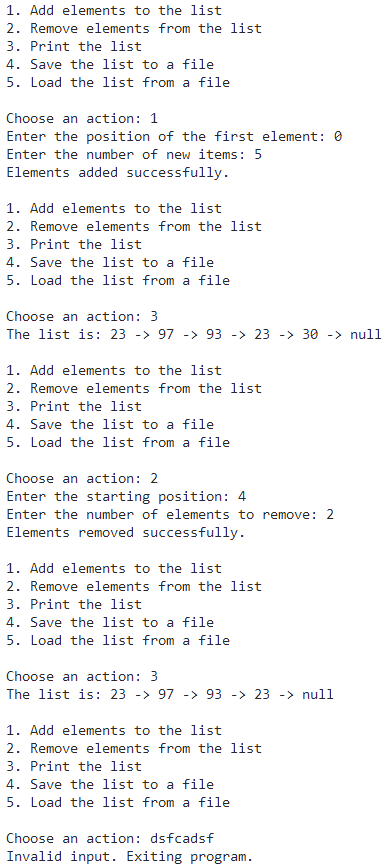 1. Add elements to the list
2. Remove elements from the list
3. Print the list
4. Save the list to a file
5. Load the list from a file

Choose an action: 1
Enter the position of the first element: 0
Enter the number of new items: 5
Elements added successfully.

1. Add elements to the list
2. Remove elements from the list
3. Print the list
4. Save the list to a file
5. Load the list from a file

Choose an action: 3
The list is: 23 -> 97 -> 93 -> 23 -> 30 -> null

1. Add elements to the list
2. Remove elements from the list
3. Print the list
4. Save the list to a file
5. Load the list from a file

Choose an action: 2
Enter the starting position: 4
Enter the number of elements to remove: 2
Elements removed successfully.

1. Add elements to the list
2. Remove elements from the list
3. Print the list
4. Save the list to a file
5. Load the list from a file

Choose an action: 3
The list is: 23 -> 97 -> 93 -> 23 -> null

1. Add elements to the list
2. Remove elements from the list
3. Print the list
4. Save the list to a file
5. Load the list from a file

Choose an action: dsfcadsf
Invalid input. Exiting program.